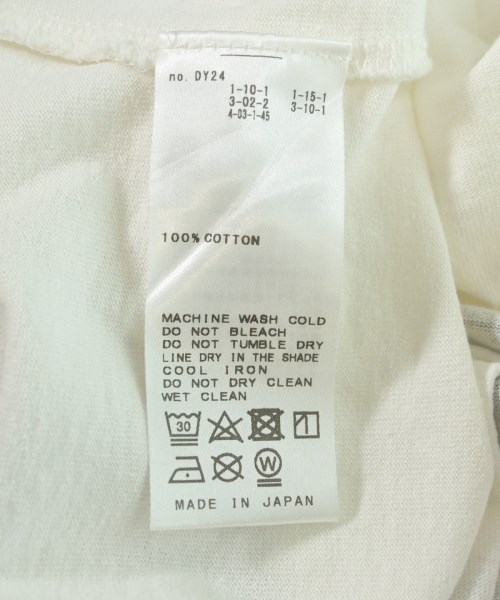 no. DY24
1-10-1 1-15-1
3-02-2 3-10-1
4-03-1-45
100% COTTON
MACHINE WASH COLD
DO NOT BLEACH
DO NOT TUMBLE DRY
LINE DRY IN THE SHADE
COOL IRON
DO NOT DRY CLEAN
WET CLEAN
30
W
MADE IN JAPAN